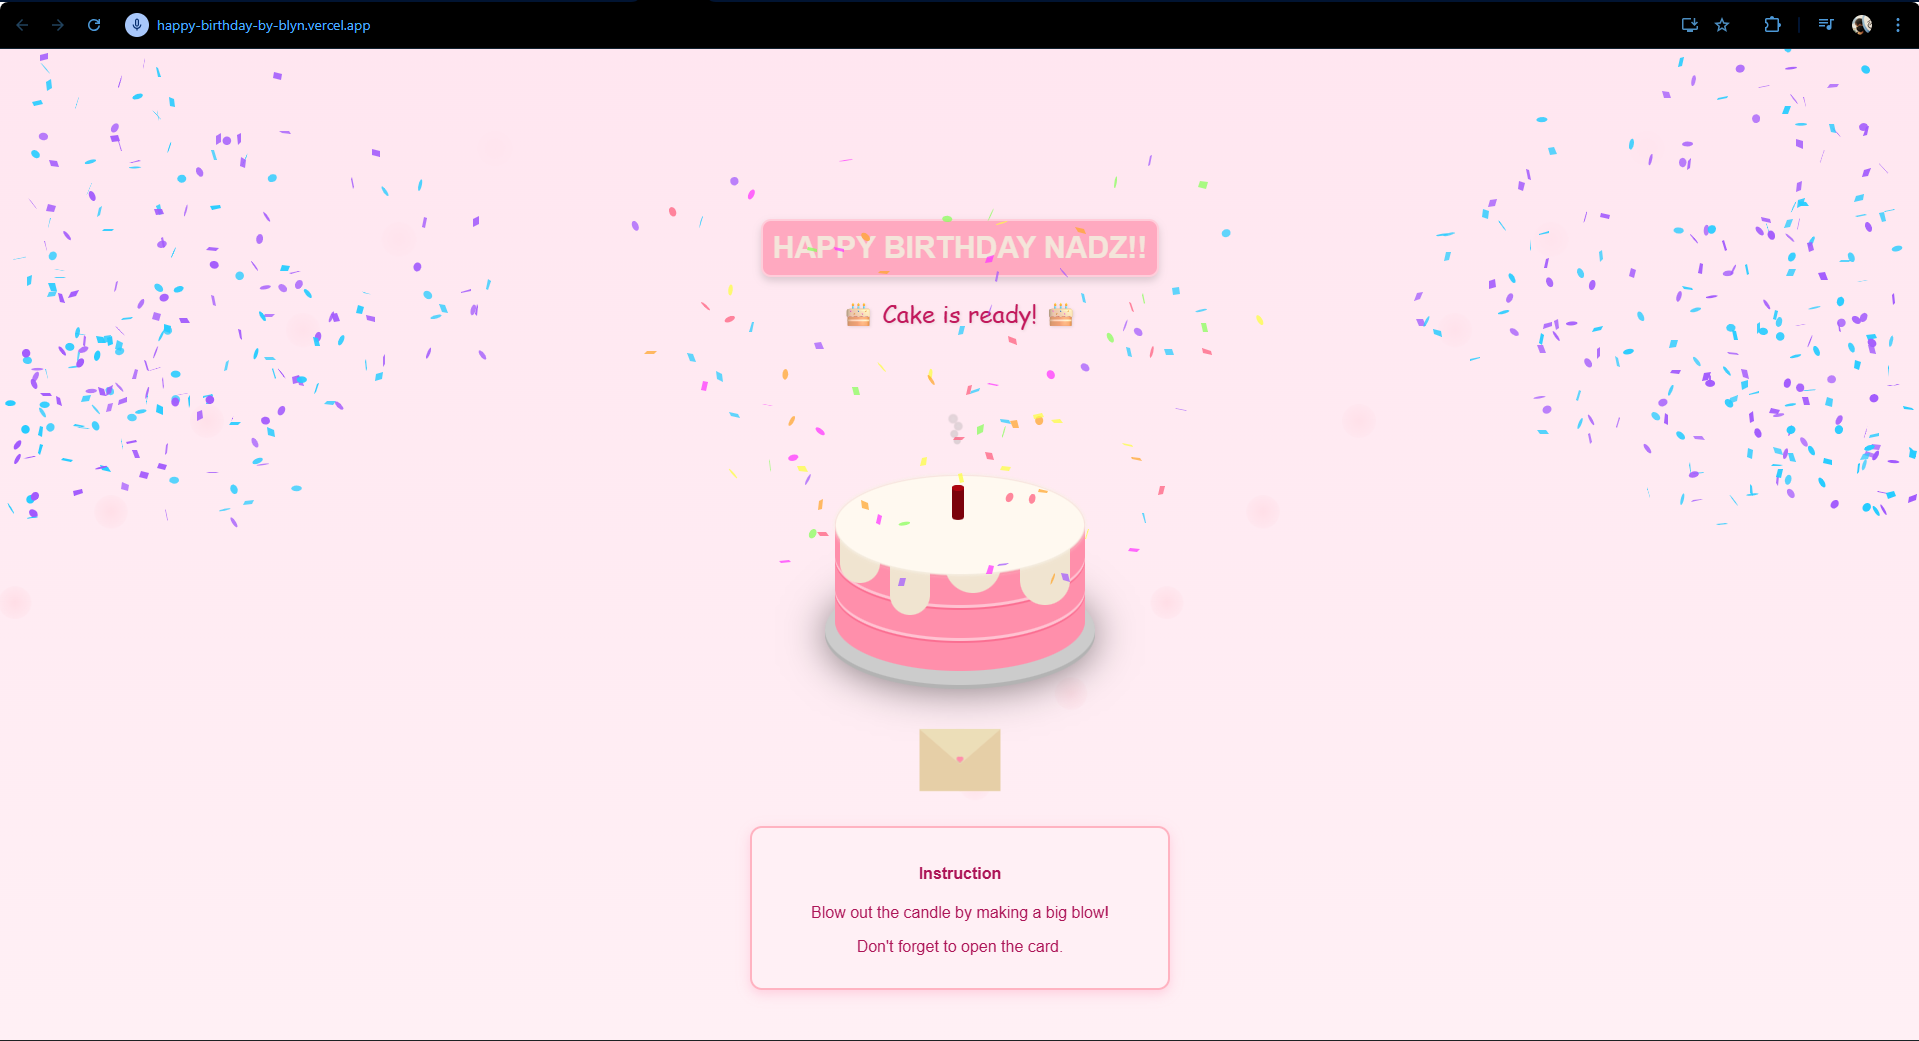 happy-birthday-by-blyn.vercel.app
HAPPY BIRTHDAY NADZ!!
🎂 Cake is ready! 🎂
Instruction
Blow out the candle by making a big blow!
Don't forget to open the card.